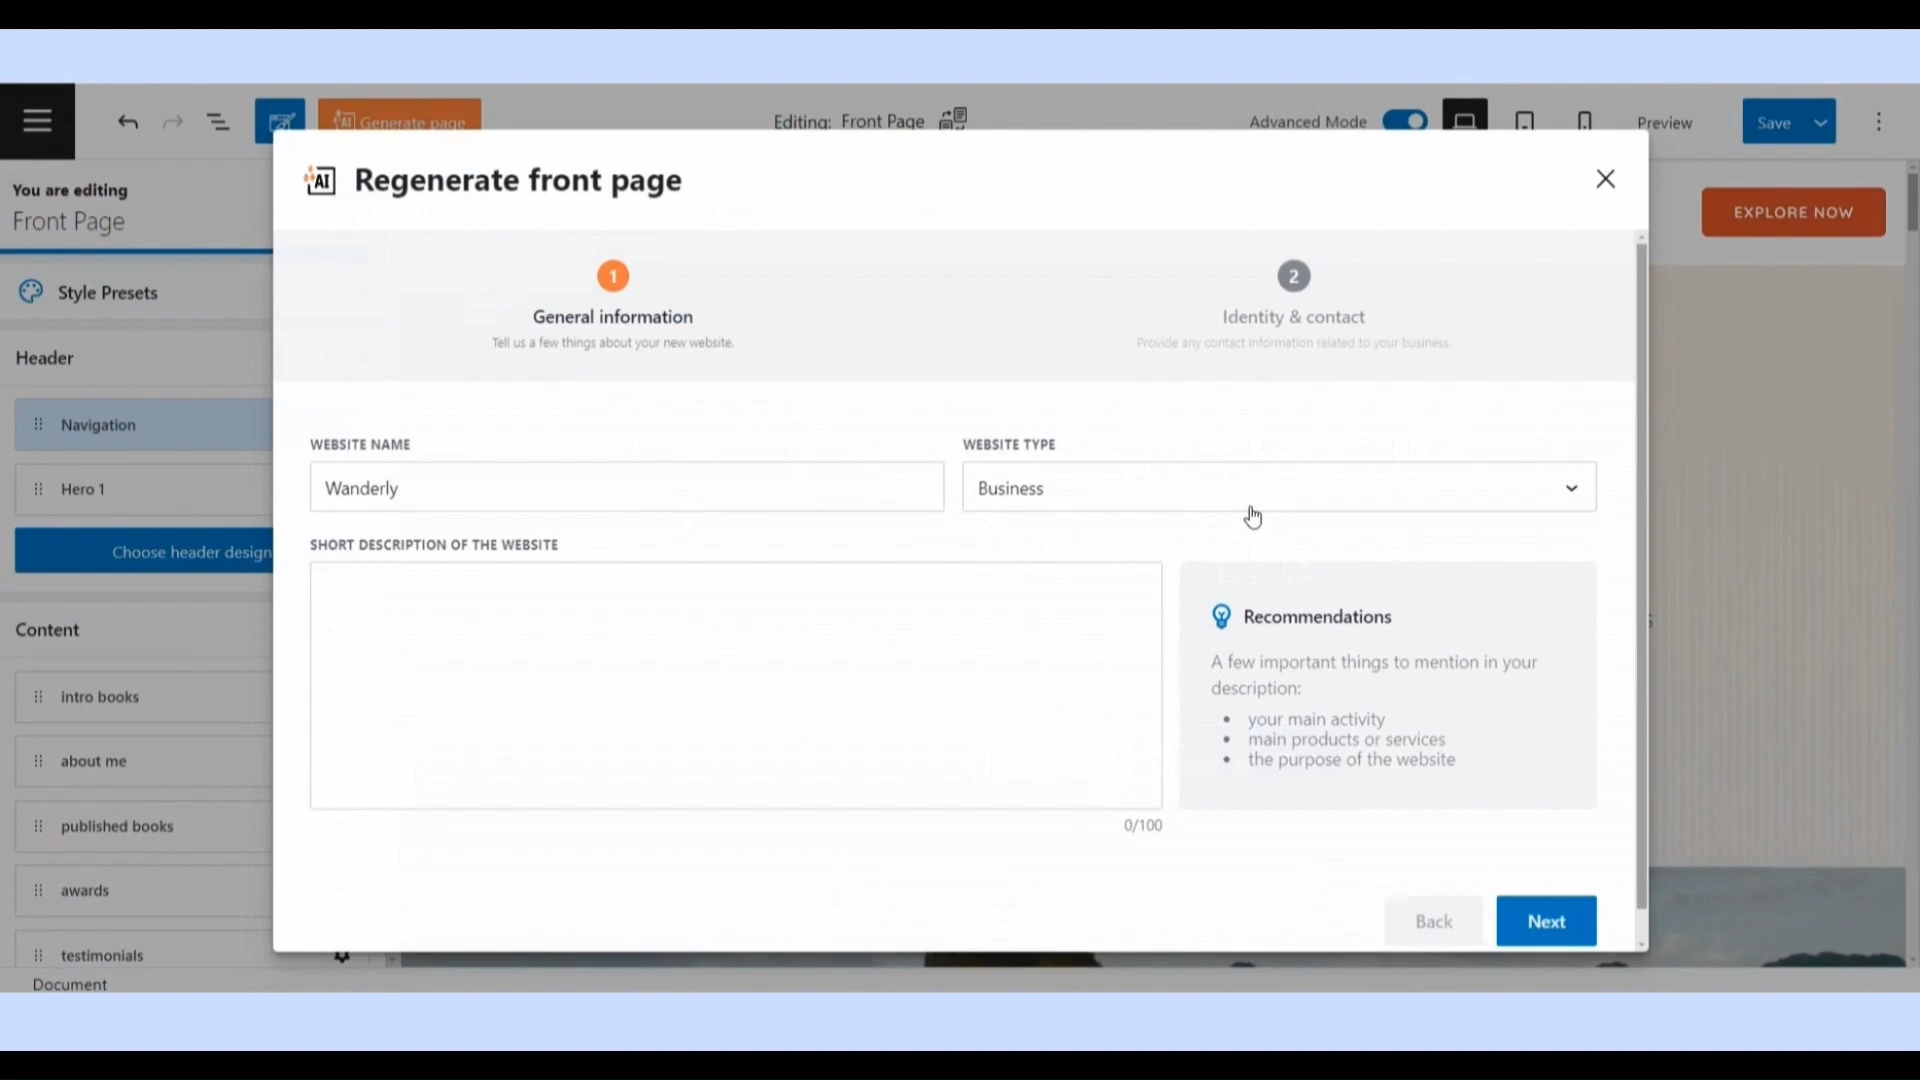 Generate page
Editing: Front Page
Advanced Mode
Preview
Save
You are editing
Front Page
Style Presets
Header
Navigation
Hero 1
Choose header design
Content
intro books
about me
published books
awards
testimonials
Document
EXPLORE NOW
AI Regenerate front page
1
General information
Tell us a few things about your new website.
2
Identity & contact
Provide any contact information related to your business.
WEBSITE NAME
Wanderly
WEBSITE TYPE
Business
SHORT DESCRIPTION OF THE WEBSITE
0/100
Recommendations
A few important things to mention in your
description:
• your main activity
• main products or services
• the purpose of the website
Back
Next